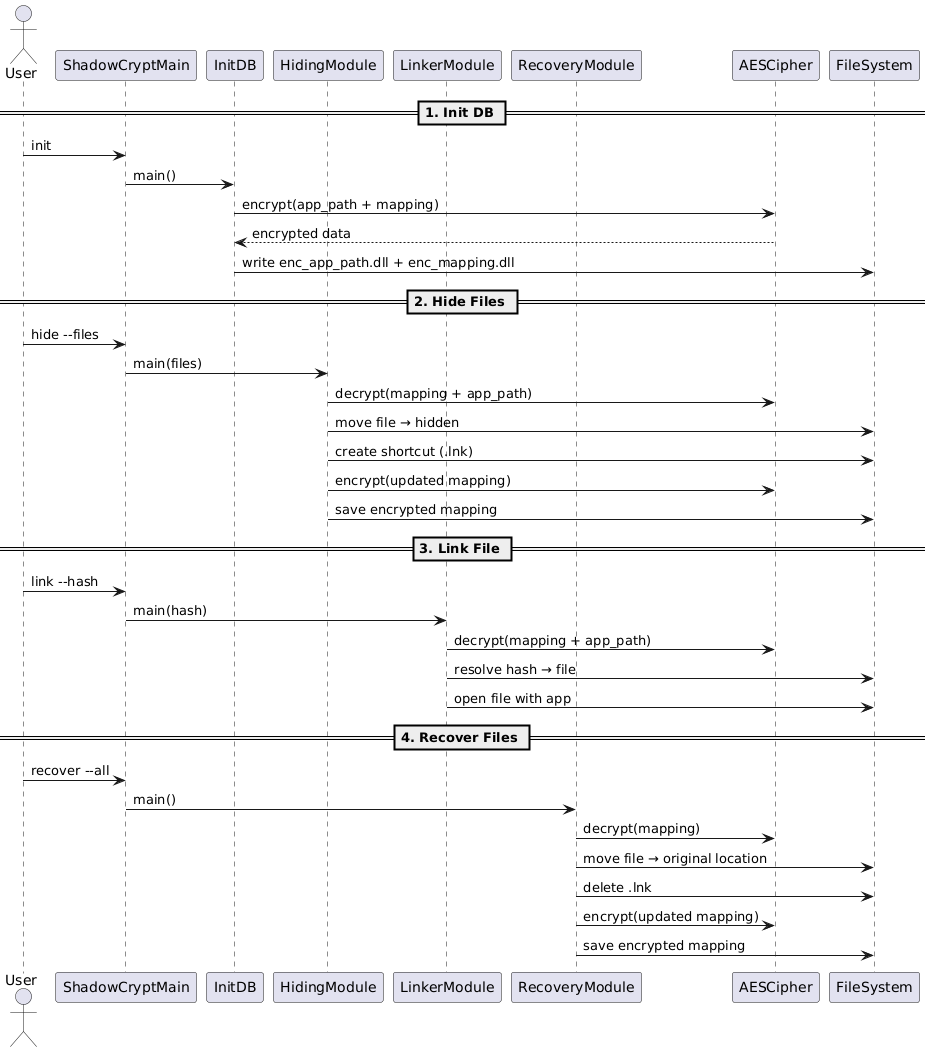 User
ShadowCryptMain
InitDB
HidingModule
LinkerModule
RecoveryModule
AESCipher
FileSystem
1. Init DB
init
main()
encrypt(app_path + mapping)
encrypted data
write enc_app_path.dll + enc_mapping.dll
2. Hide Files
hide --files
main(files)
decrypt(mapping + app_path)
move file → hidden
create shortcut (.lnk)
encrypt(updated mapping)
save encrypted mapping
3. Link File
link --hash
main(hash)
decrypt(mapping + app_path)
resolve hash → file
open file with app
4. Recover Files
recover --all
main()
decrypt(mapping)
move file → original location
delete .lnk
encrypt(updated mapping)
save encrypted mapping
User
ShadowCryptMain
InitDB
HidingModule
LinkerModule
RecoveryModule
AESCipher
FileSystem